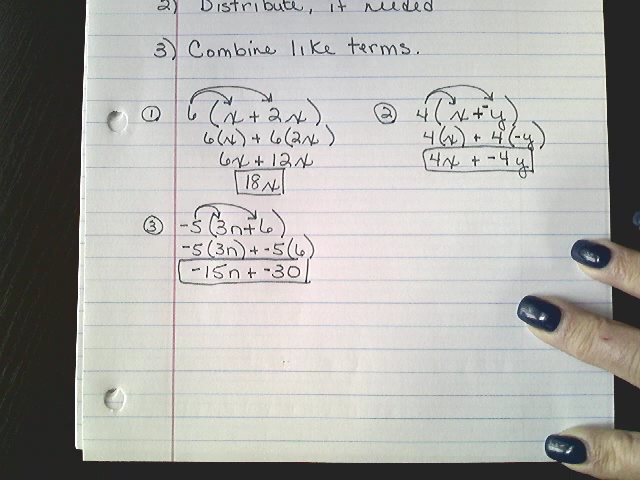 2) Distribute, if needed
3) Combine like terms.
① 6(x + 2x)
6(x) + 6(2x)
6x + 12x
18x
② 4(x + -y)
4(x) + 4(-y)
4x + -4y
③ -5(3n+6)
-5(3n) + -5(6)
-15n + -30